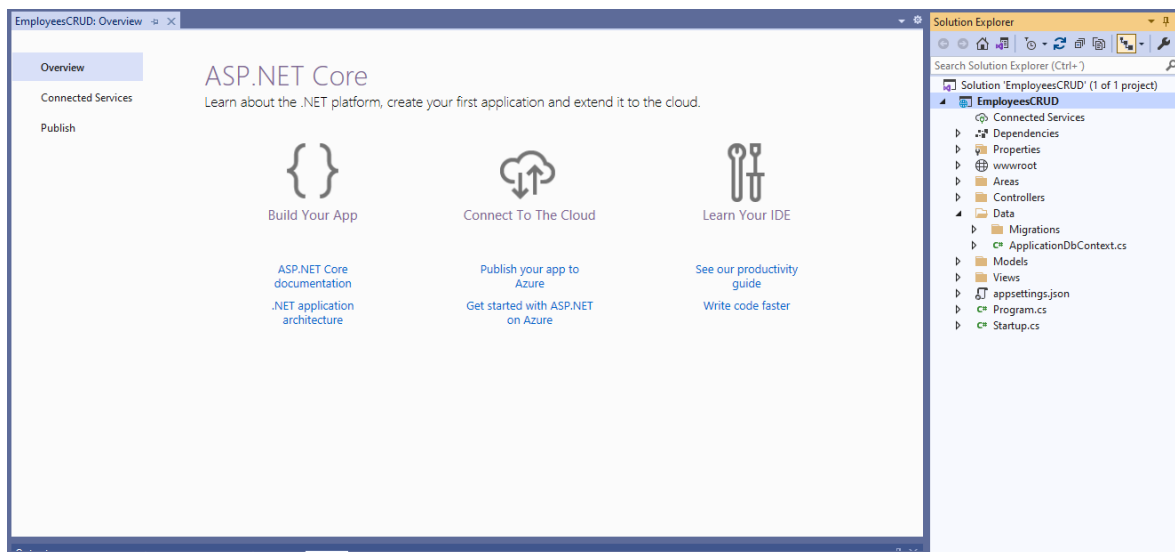 EmployeesCRUD: Overview
Overview
Connected Services
Publish
ASP.NET Core
Learn about the .NET platform, create your first application and extend it to the cloud.
Build Your App
Connect To The Cloud
Learn Your IDE
ASP.NET Core
documentation
Publish your app to
Azure
See our productivity
guide
.NET application
architecture
Get started with ASP.NET
on Azure
Write code faster
Solution Explorer
Search Solution Explorer (Ctrl+´)
Solution 'EmployeesCRUD' (1 of 1 project)
EmployeesCRUD
Connected Services
Dependencies
Properties
wwwroot
Areas
Controllers
Data
Migrations
C# ApplicationDbContext.cs
Models
Views
appsettings.json
C# Program.cs
C# Startup.cs